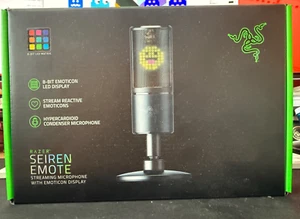 8-BIT EMOTICON
LED DISPLAY
STREAM REACTIVE
EMOTICONS
HYPERCARDIOID
CONDENSER MICROPHONE
RAZER
SEIREN
EMOTE
STREAMING MICROPHONE
WITH EMOTICON DISPLAY